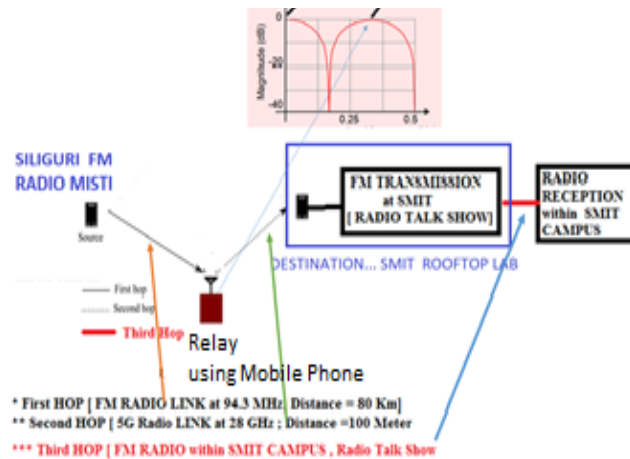 Magnitude (dB)
0
-20
-40
0.25
0.5
SILIGURI FM
RADIO MISTI
Source
First hop
Second hop
Third Hop
FM TRANSMISSION
at SMIT
[ RADIO TALK SHOW]
RADIO
RECEPTION
within SMIT
CAMPUS
DESTINATION... SMIT ROOFTOP LAB
Relay
using Mobile Phone
* First HOP [ FM RADIO LINK at 94.3 MHz, Distance = 80 Km]
** Second HOP [ 5G Radio LINK at 28 GHz ; Distance =100 Meter
*** Third HOP [ FM RADIO within SMIT CAMPUS , Radio Talk Show